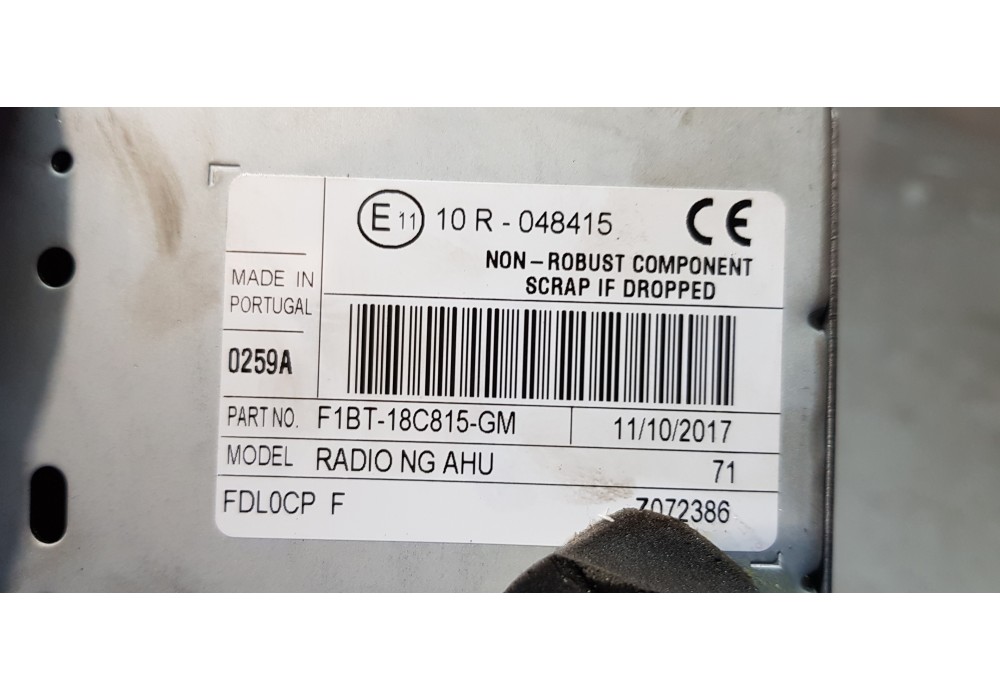 E 11 10 R - 048415 CE
NON - ROBUST COMPONENT
SCRAP IF DROPPED
MADE IN
PORTUGAL
0259A
PART NO. F1BT-18C815-GM 11/10/2017
MODEL RADIO NG AHU 71
FDL0CP F Z072386